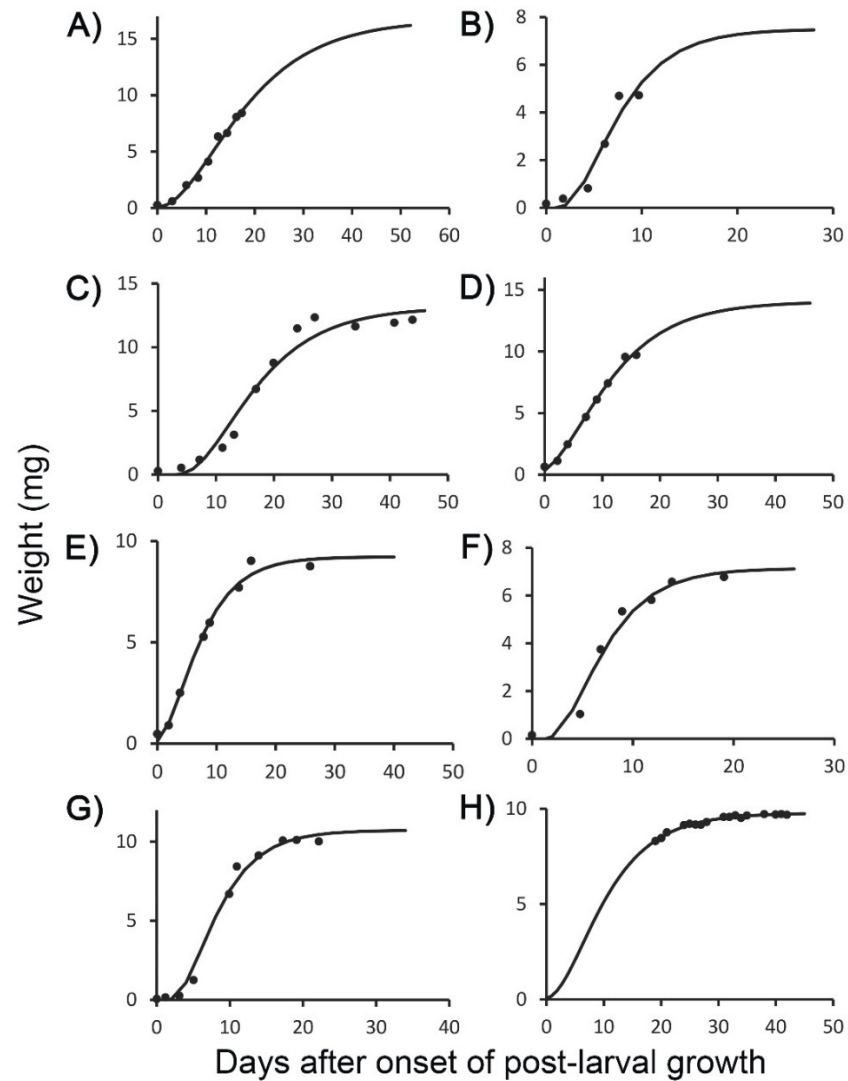 A)
15
10
5
0
0 10 20 30 40 50 60
B)
8
6
4
2
0
0 10 20 30
C)
15
10
5
0
0 10 20 30 40 50
D)
15
10
5
0
0 10 20 30 40 50
E)
10
5
0
0 10 20 30 40 50
F)
8
6
4
2
0
0 10 20 30
G)
10
5
0
0 10 20 30 40
H)
10
5
0
0 10 20 30 40 50
Weight (mg)
Days after onset of post-larval growth